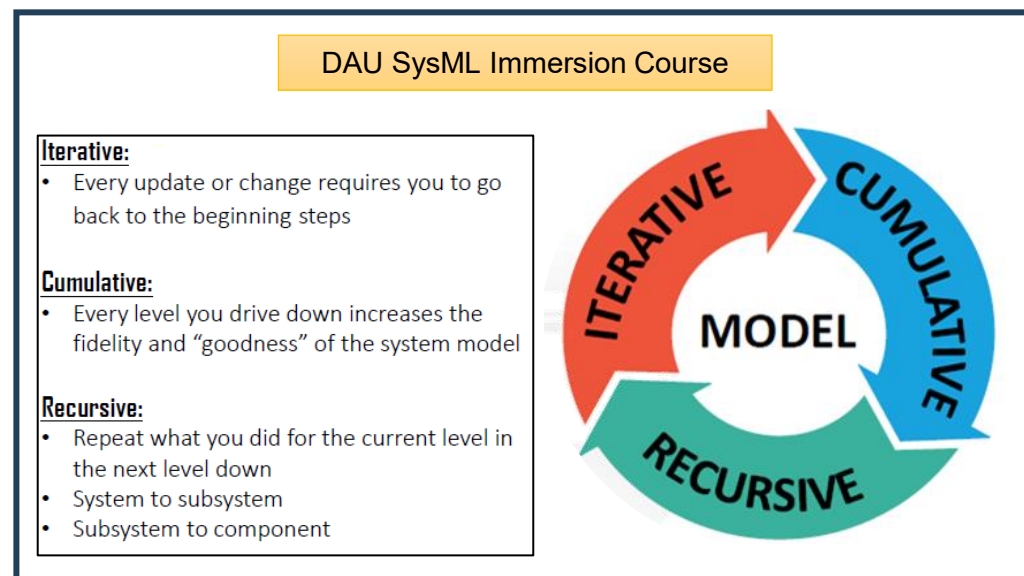 DAU SysML Immersion Course
Iterative:
• Every update or change requires you to go
back to the beginning steps
Cumulative:
• Every level you drive down increases the
fidelity and “goodness” of the system model
Recursive:
• Repeat what you did for the current level in
the next level down
• System to subsystem
• Subsystem to component
ITERATIVE
CUMULATIVE
MODEL
RECURSIVE